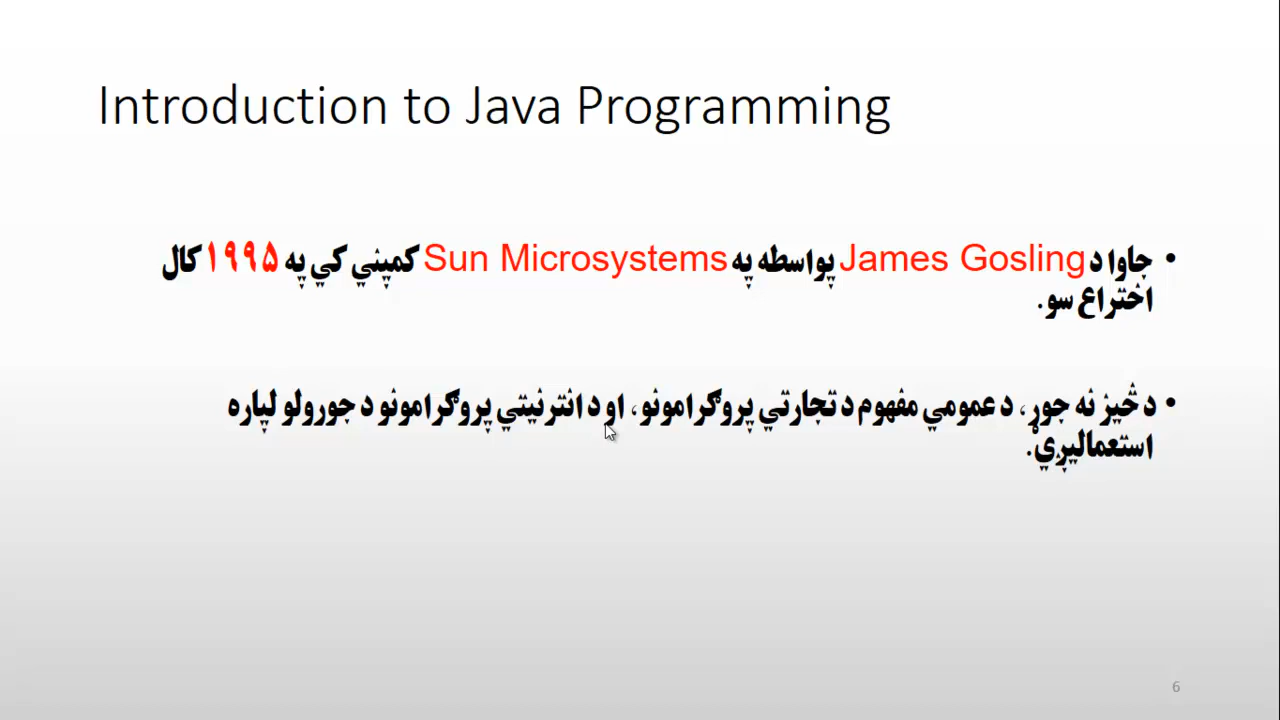 Introduction to Java Programming
• جاوا د James Gosling پواسطه په Sun Microsystems کمپني کي په ۱۹۹۵ کال
اختراع سو.
• د څيز نه جوړ، د عمومي مفهوم د تجارتي پروګرامونو، او د انټرنيټي پروګرامونو د جوړولو لپاره
استعماليږي.
6